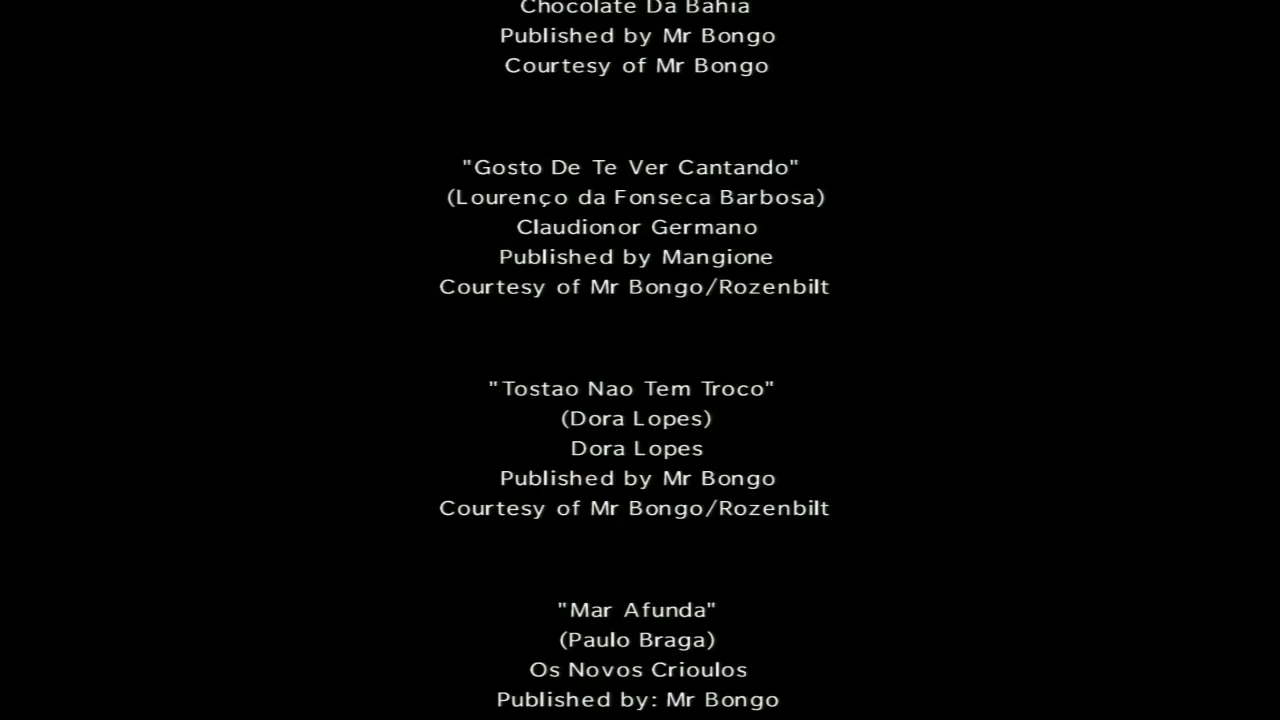 Chocolate Da Bahia
Published by Mr Bongo
Courtesy of Mr Bongo
"Gosto De Te Ver Cantando"
(Lourenço da Fonseca Barbosa)
Claudionor Germano
Published by Mangione
Courtesy of Mr Bongo/Rozenbilt
"Tostao Nao Tem Troco"
(Dora Lopes)
Dora Lopes
Published by Mr Bongo
Courtesy of Mr Bongo/Rozenbilt
"Mar Afunda"
(Paulo Braga)
Os Novos Crioulos
Published by: Mr Bongo